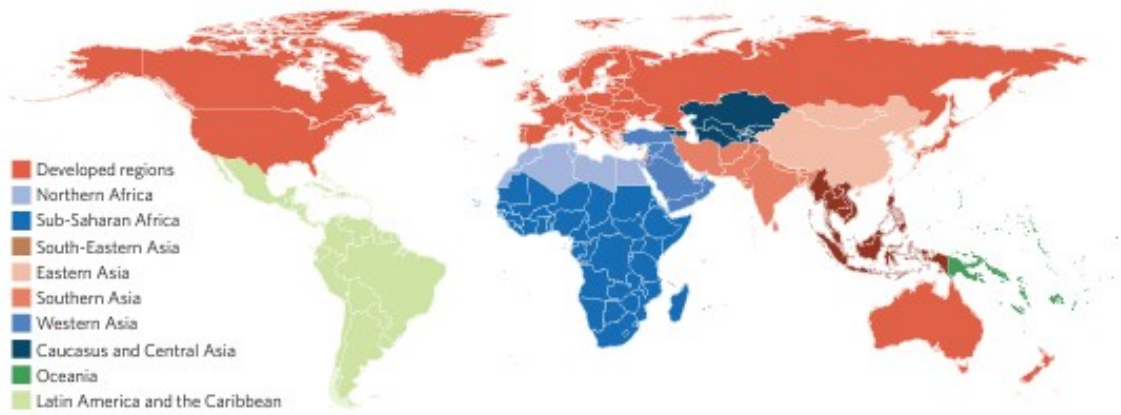 Developed regions
Northern Africa
Sub-Saharan Africa
South-Eastern Asia
Eastern Asia
Southern Asia
Western Asia
Caucasus and Central Asia
Oceania
Latin America and the Caribbean